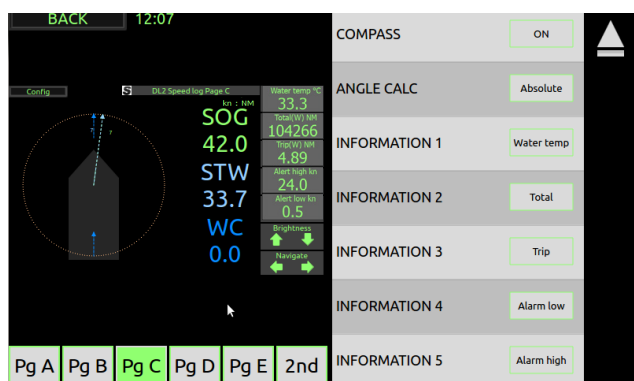 BACK
12:07
Config
S DL2 Speed log Page C
kn : NM
SOG
42.0
STW
33.7
WC
0.0
Water temp °C
33.3
Total(W) NM
104266
Trip(W) NM
4.89
Alert high kn
24.0
Alert low kn
0.5
Brightness
Navigate
?
?
Pg A
Pg B
Pg C
Pg D
Pg E
2nd
COMPASS
ON
ANGLE CALC
Absolute
INFORMATION 1
Water temp
INFORMATION 2
Total
INFORMATION 3
Trip
INFORMATION 4
Alarm low
INFORMATION 5
Alarm high